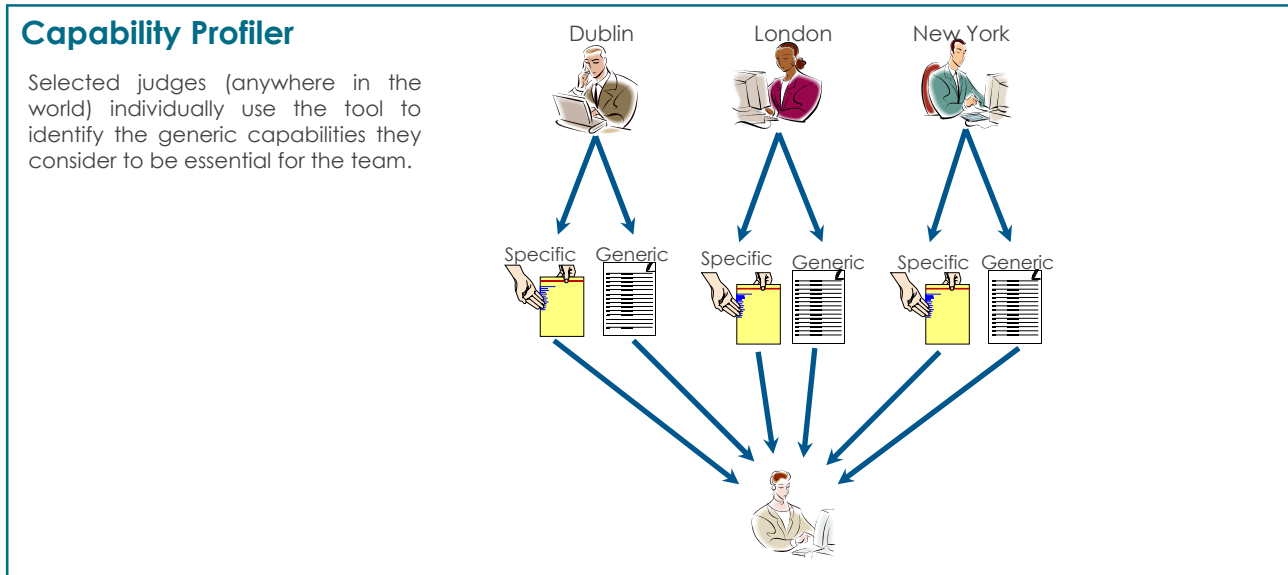 Capability Profiler
Selected judges (anywhere in the
world) individually use the tool to
identify the generic capabilities they
consider to be essential for the team.
Dublin
London
New York
Specific
Generic
Specific
Generic
Specific
Generic